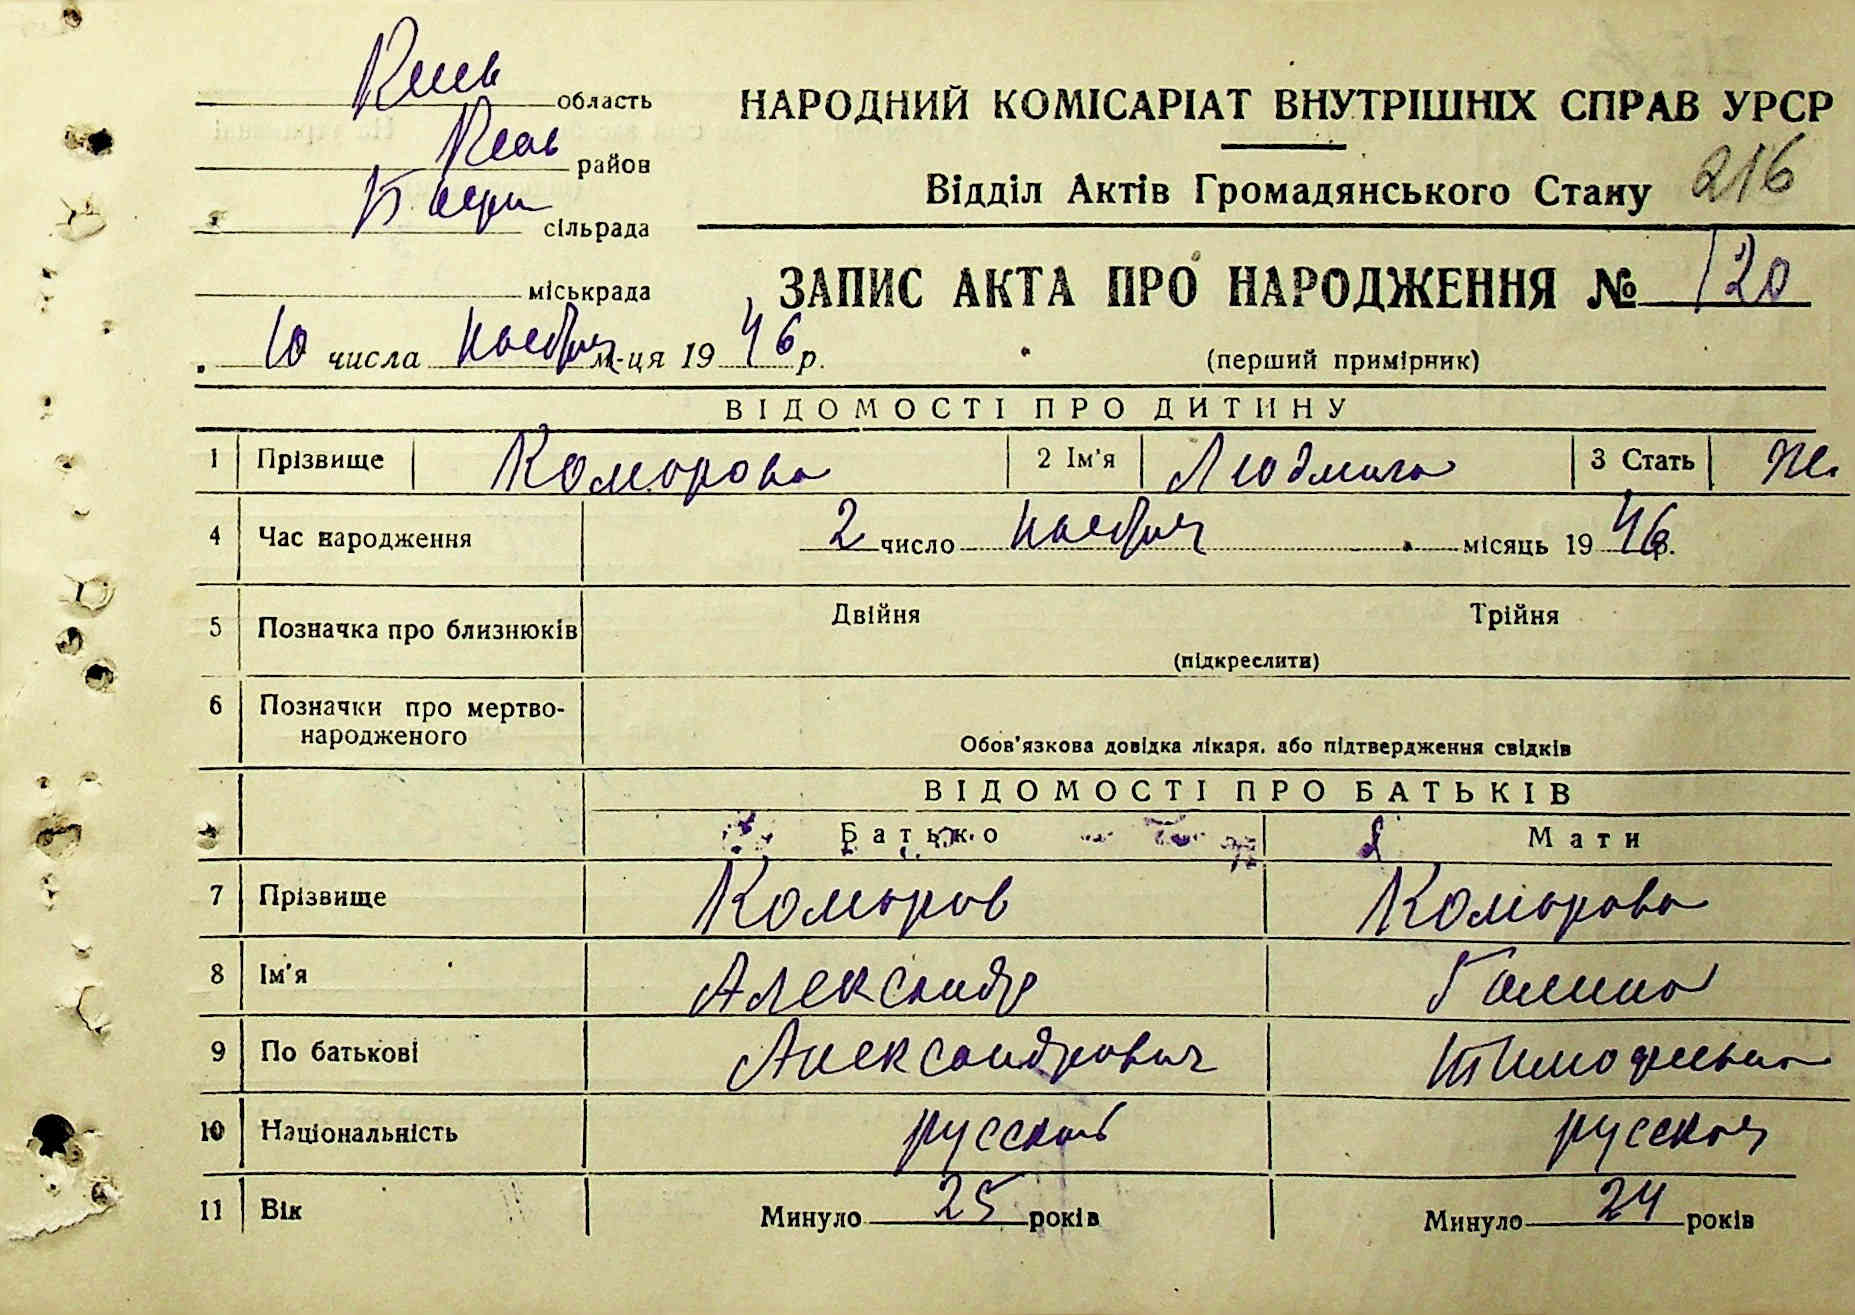 Киев область
Киев район
сільрада
міськрада
10 числа ноября м-ця 1946 р.
НАРОДНИЙ КОМІСАРІАТ ВНУТРІШНІХ СПРАВ УРСР
Відділ Актів Громадянського Стану 216
ЗАПИС АКТА ПРО НАРОДЖЕННЯ № 120
(перший примірник)
ВІДОМОСТІ ПРО ДИТИНУ
1 Прізвище Коморова 2 Ім'я Людмила 3 Стать Ж.
4 Час народження 2 число ноября місяць 1946 р.
5 Позначка про близнюків Двійня Трійня
(підкреслити)
6 Позначки про мертво-
народженого
Обов'язкова довідка лікаря, або підтвердження свідків
ВІДОМОСТІ ПРО БАТЬКІВ
Батько Мати
7 Прізвище Коморов Коморова
8 Ім'я Александр Галина
9 По батькові Александрович Тимофеевна
10 Національність русский русская
11 Вік Минуло 25 років Минуло 24 років